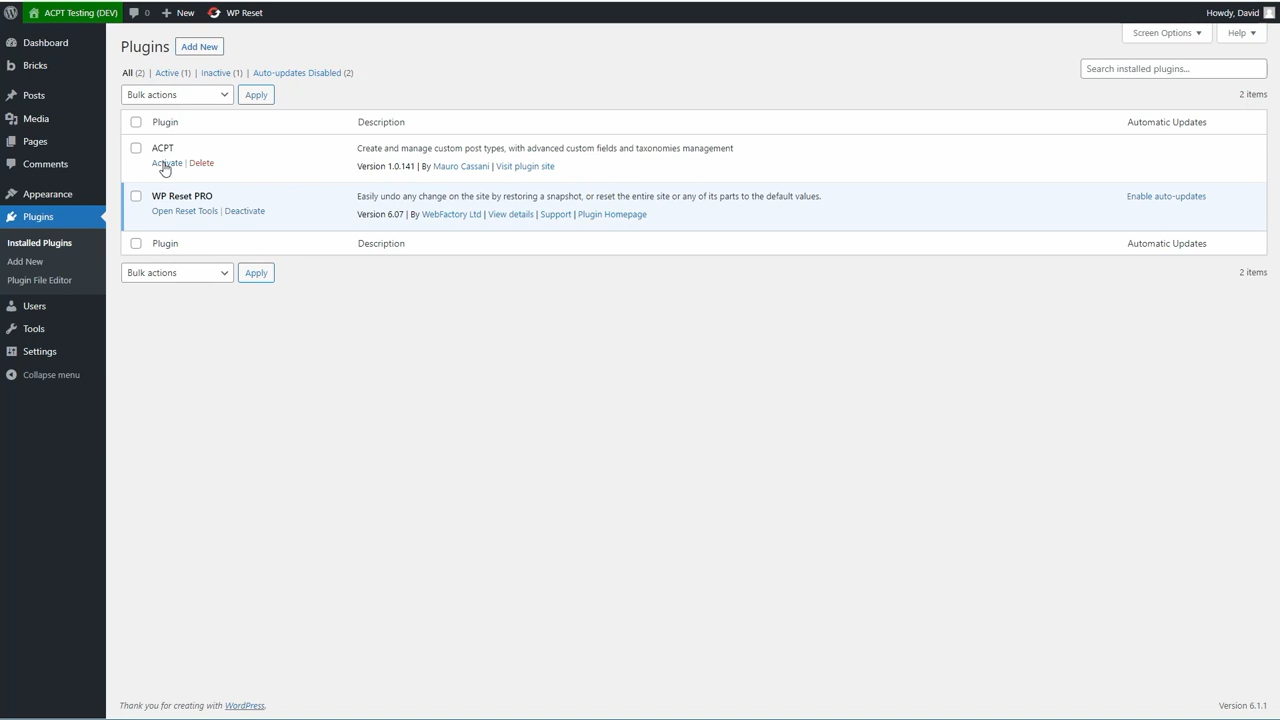 ACPT Testing (DEV) 0 New WP Reset Howdy, David
Screen Options Help
Dashboard
Bricks
Posts
Media
Pages
Comments
Appearance
Plugins
Installed Plugins
Add New
Plugin File Editor
Users
Tools
Settings
Collapse menu
Plugins Add New
All (2) | Active (1) | Inactive (1) | Auto-updates Disabled (2)
Search installed plugins...
Bulk actions Apply 2 items
Plugin Description Automatic Updates
ACPT Create and manage custom post types, with advanced custom fields and taxonomies management
Activate | Delete Version 1.0.141 | By Mauro Cassani | Visit plugin site
WP Reset PRO Easily undo any change on the site by restoring a snapshot, or reset the entire site or any of its parts to the default values. Enable auto-updates
Open Reset Tools | Deactivate Version 6.07 | By WebFactory Ltd | View details | Support | Plugin Homepage
Plugin Description Automatic Updates
Bulk actions Apply 2 items
Thank you for creating with WordPress. Version 6.1.1